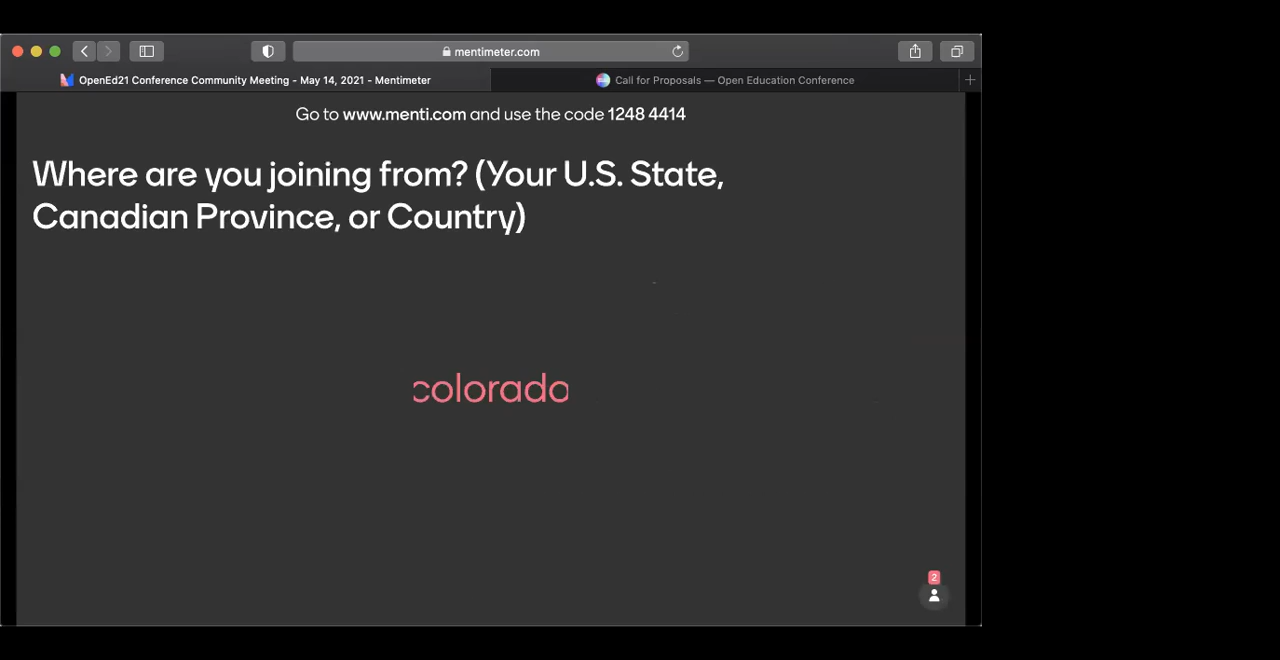 mentimeter.com
OpenEd21 Conference Community Meeting - May 14, 2021 - Mentimeter
Call for Proposals — Open Education Conference
Go to www.menti.com and use the code 1248 4414
Where are you joining from? (Your U.S. State,
Canadian Province, or Country)
colorado
2